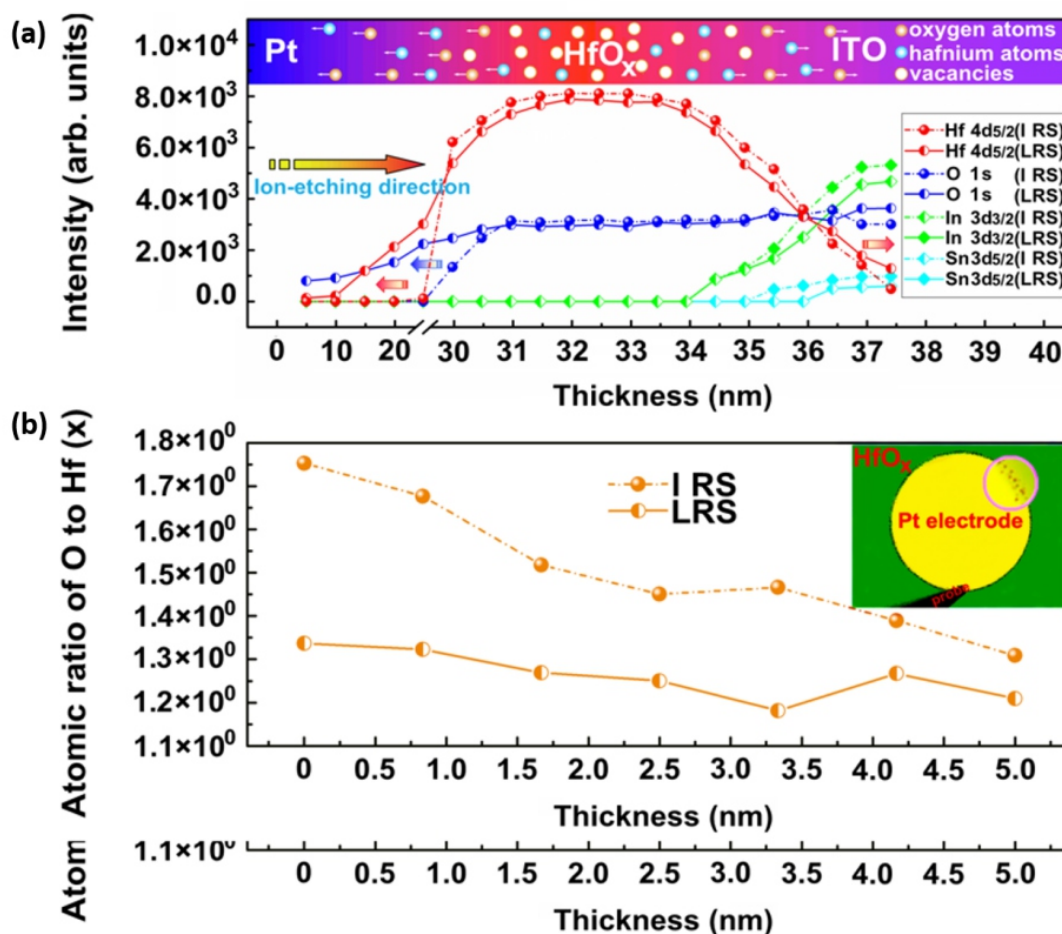 (a)
Intensity (arb. units)
1.0×10⁴
8.0×10³
6.0×10³
4.0×10³
2.0×10³
0.0
Pt
HfOₓ
ITO
oxygen atoms
hafnium atoms
vacancies
Ion-etching direction
Hf 4d5/2(I RS)
Hf 4d5/2(LRS)
O 1s (I RS)
O 1s (LRS)
In 3d3/2(I RS)
In 3d3/2(LRS)
Sn3d5/2(I RS)
Sn3d5/2(LRS)
0 10 20 30 31 32 33 34 35 36 37 38 39 40
Thickness (nm)
(b)
Atomic ratio of O to Hf (x)
1.8×10⁰
1.7×10⁰
1.6×10⁰
1.5×10⁰
1.4×10⁰
1.3×10⁰
1.2×10⁰
1.1×10⁰
I RS
LRS
HfOₓ
Pt electrode
probe
0 0.5 1.0 1.5 2.0 2.5 3.0 3.5 4.0 4.5 5.0
Thickness (nm)
Atom
1.1×10⁰
0 0.5 1.0 1.5 2.0 2.5 3.0 3.5 4.0 4.5 5.0
Thickness (nm)